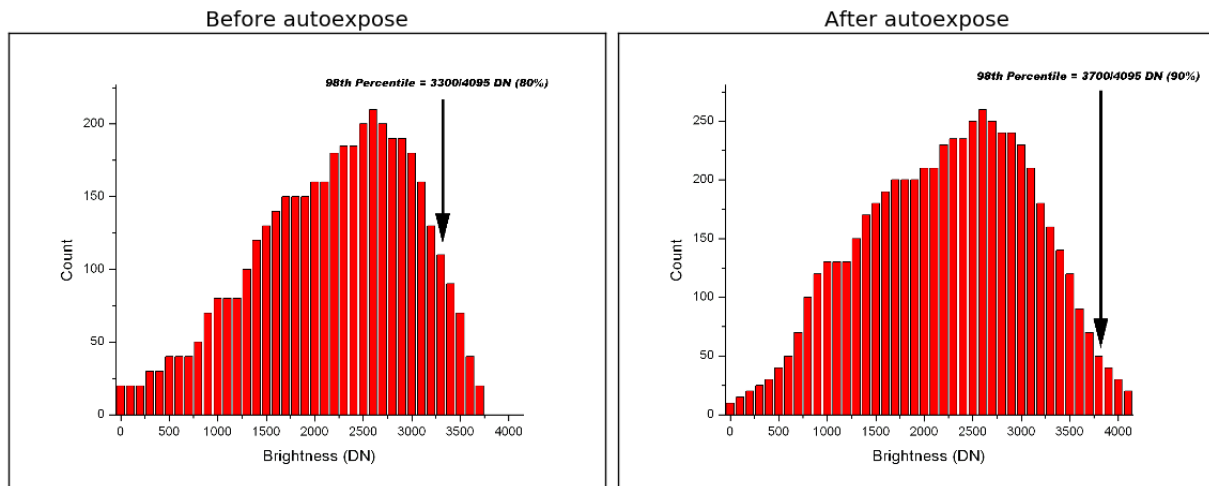 Before autoexpose
98th Percentile = 3300/4095 DN (80%)
200
150
100
50
0
Count
0 500 1000 1500 2000 2500 3000 3500 4000
Brightness (DN)
After autoexpose
98th Percentile = 3700/4095 DN (90%)
250
200
150
100
50
0
Count
0 500 1000 1500 2000 2500 3000 3500 4000
Brightness (DN)